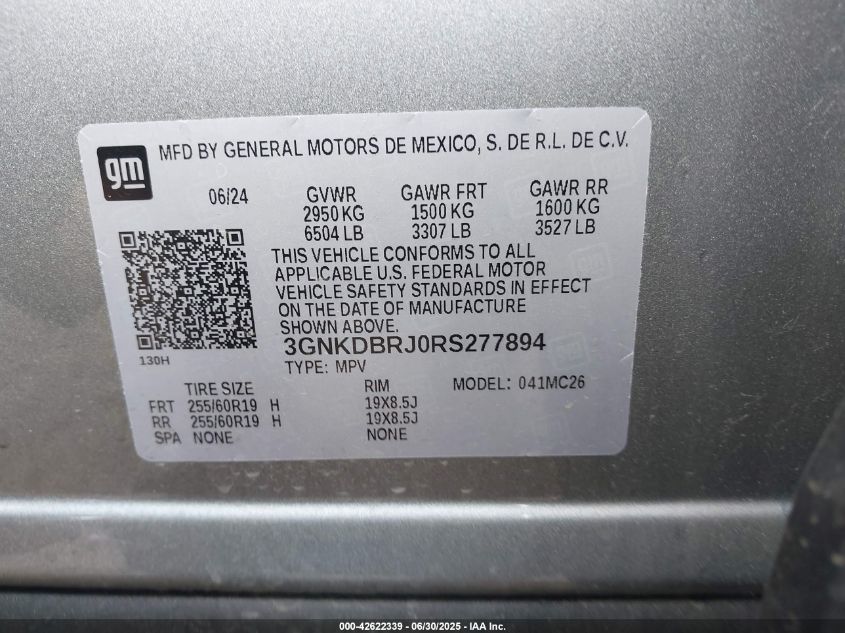 gm
MFD BY GENERAL MOTORS DE MEXICO, S. DE R.L. DE C.V.
06/24 GVWR GAWR FRT GAWR RR
2950 KG 1500 KG 1600 KG
6504 LB 3307 LB 3527 LB
THIS VEHICLE CONFORMS TO ALL
APPLICABLE U.S. FEDERAL MOTOR
VEHICLE SAFETY STANDARDS IN EFFECT
ON THE DATE OF MANUFACTURE
SHOWN ABOVE.
3GNKDBRJ0RS277894
130H
TYPE: MPV
TIRE SIZE RIM MODEL: 041MC26
FRT 255/60R19 H 19X8.5J
RR 255/60R19 H 19X8.5J
SPA NONE NONE
000-42622339 - 06/30/2025 - IAA Inc.